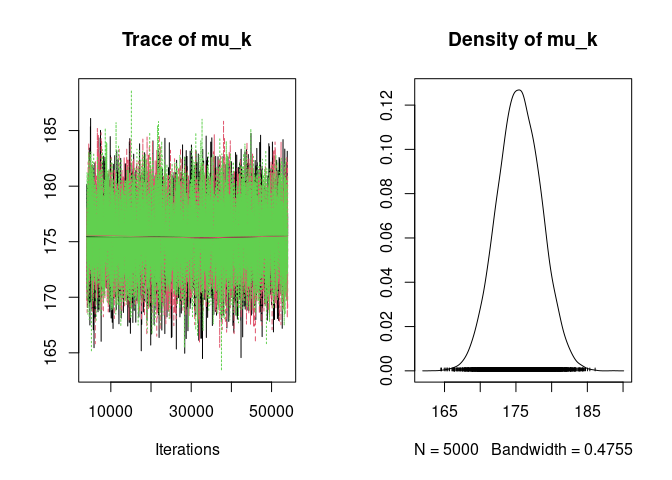 Trace of mu_k
165 170 175 180 185
10000 30000 50000
Iterations
Density of mu_k
0.00 0.02 0.04 0.06 0.08 0.10 0.12
165 175 185
N = 5000 Bandwidth = 0.4755